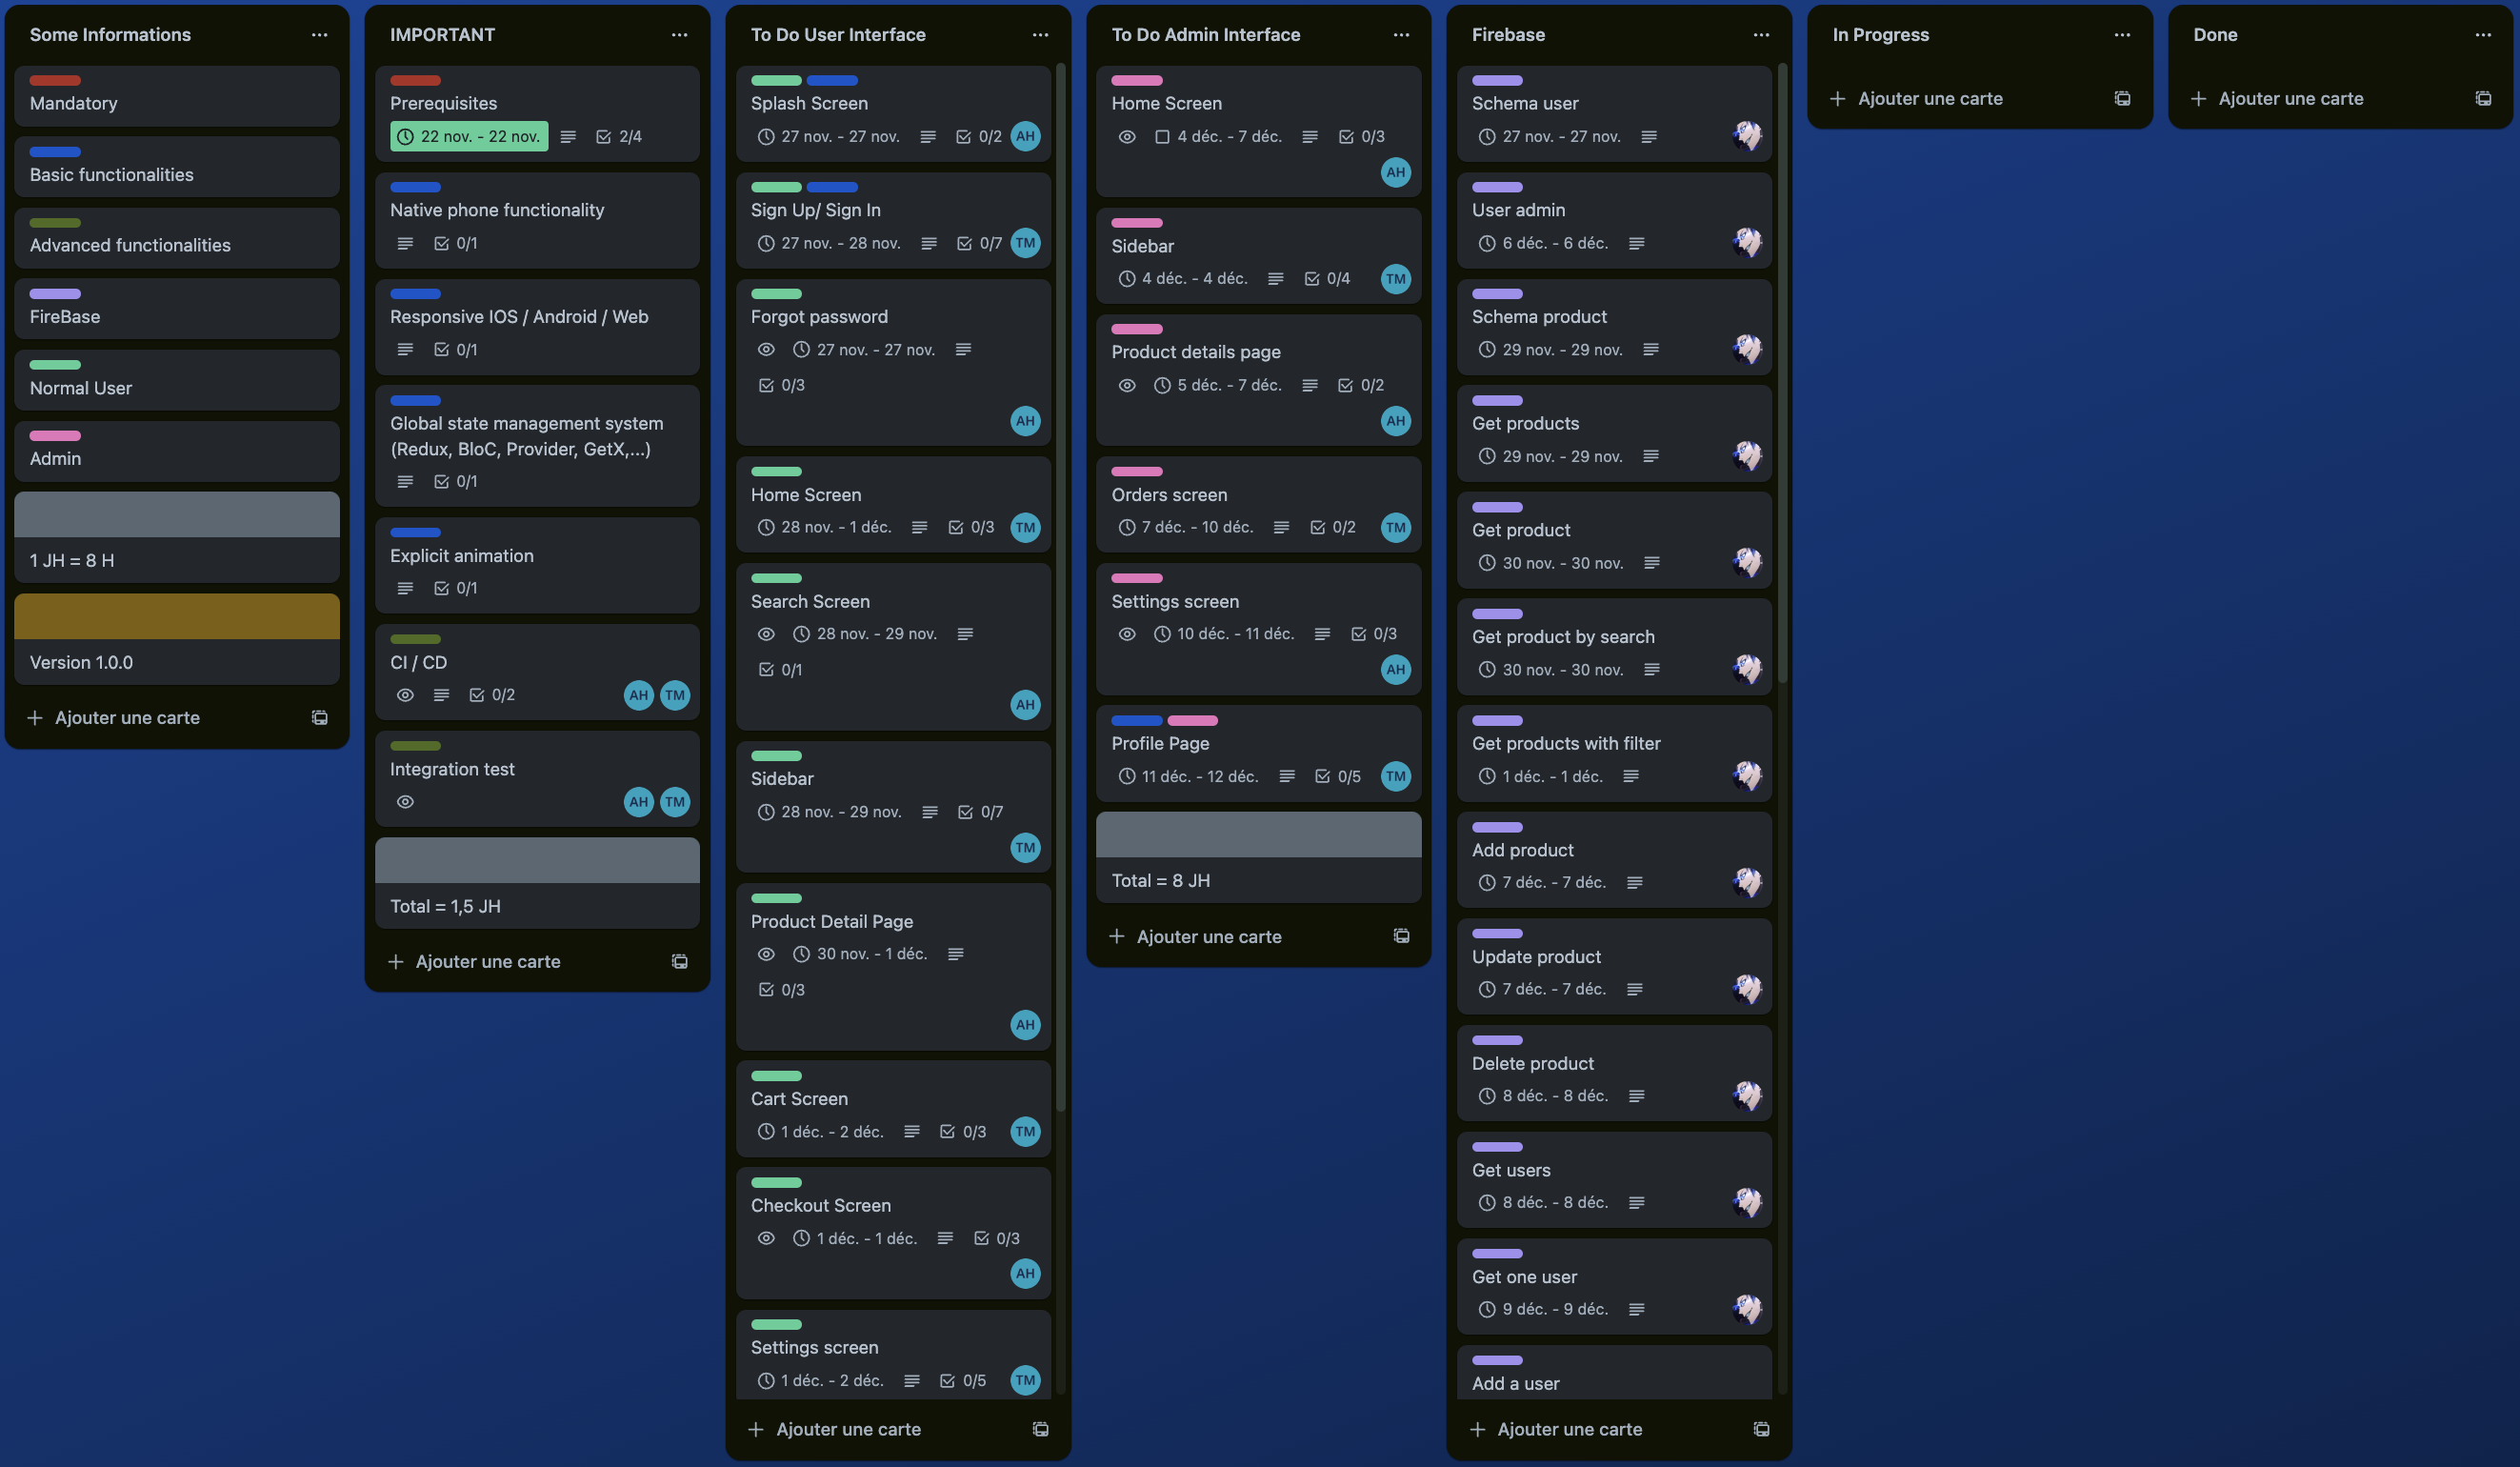 Some Informations
Mandatory
Basic functionalities
Advanced functionalities
FireBase
Normal User
Admin
1 JH = 8 H
Version 1.0.0
Ajouter une carte
IMPORTANT
Prerequisites
22 nov. - 22 nov. 2/4
Native phone functionality
0/1
Responsive IOS / Android / Web
0/1
Global state management system
(Redux, BloC, Provider, GetX,...)
0/1
Explicit animation
0/1
CI / CD
0/2 AH TM
Integration test
AH TM
Total = 1,5 JH
Ajouter une carte
To Do User Interface
Splash Screen
27 nov. - 27 nov. 0/2 AH
Sign Up/ Sign In
27 nov. - 28 nov. 0/7 TM
Forgot password
27 nov. - 27 nov.
0/3
AH
Home Screen
28 nov. - 1 déc. 0/3 TM
Search Screen
28 nov. - 29 nov.
0/1
AH
Sidebar
28 nov. - 29 nov. 0/7
TM
Product Detail Page
30 nov. - 1 déc.
0/3
AH
Cart Screen
1 déc. - 2 déc. 0/3 TM
Checkout Screen
1 déc. - 1 déc. 0/3
AH
Settings screen
1 déc. - 2 déc. 0/5 TM
Ajouter une carte
To Do Admin Interface
Home Screen
4 déc. - 7 déc. 0/3
AH
Sidebar
4 déc. - 4 déc. 0/4 TM
Product details page
5 déc. - 7 déc. 0/2
AH
Orders screen
7 déc. - 10 déc. 0/2 TM
Settings screen
10 déc. - 11 déc. 0/3
AH
Profile Page
11 déc. - 12 déc. 0/5 TM
Total = 8 JH
Ajouter une carte
Firebase
Schema user
27 nov. - 27 nov.
User admin
6 déc. - 6 déc.
Schema product
29 nov. - 29 nov.
Get products
29 nov. - 29 nov.
Get product
30 nov. - 30 nov.
Get product by search
30 nov. - 30 nov.
Get products with filter
1 déc. - 1 déc.
Add product
7 déc. - 7 déc.
Update product
7 déc. - 7 déc.
Delete product
8 déc. - 8 déc.
Get users
8 déc. - 8 déc.
Get one user
9 déc. - 9 déc.
Add a user
Ajouter une carte
In Progress
Ajouter une carte
Done
Ajouter une carte